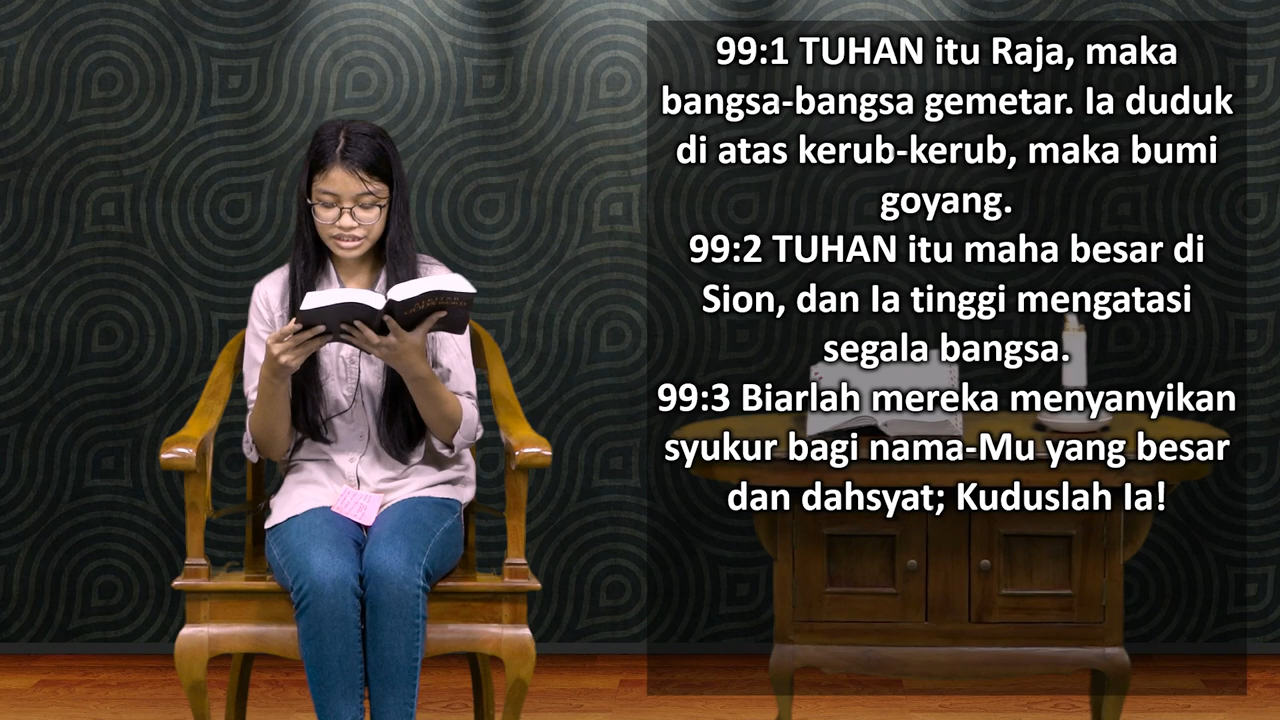 99:1 TUHAN itu Raja, maka
bangsa-bangsa gemetar. Ia duduk
di atas kerub-kerub, maka bumi
goyang.
99:2 TUHAN itu maha besar di
Sion, dan Ia tinggi mengatasi
segala bangsa.
99:3 Biarlah mereka menyanyikan
syukur bagi nama-Mu yang besar
dan dahsyat; Kuduslah Ia!
ALKITAB